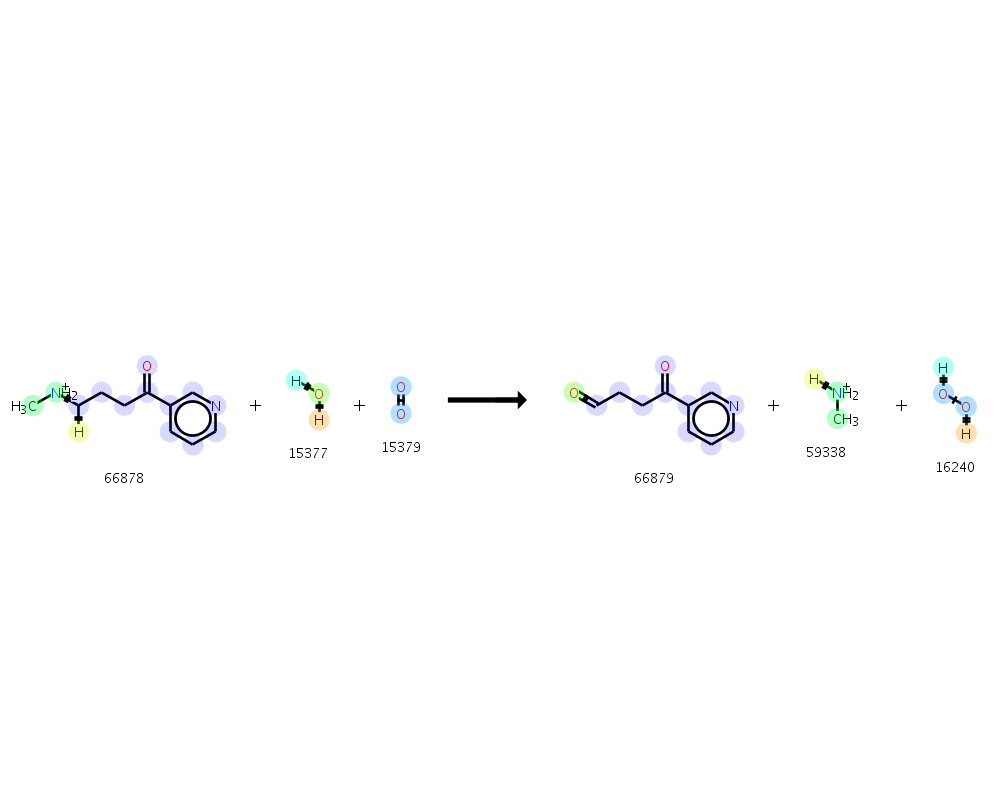 O
H₃C NH₂⁺ N H
66878
+
H O H
15377
+
O O
15379
O O N
66879
+
H NH₂⁺ CH₃
59338
+
H O O H
16240